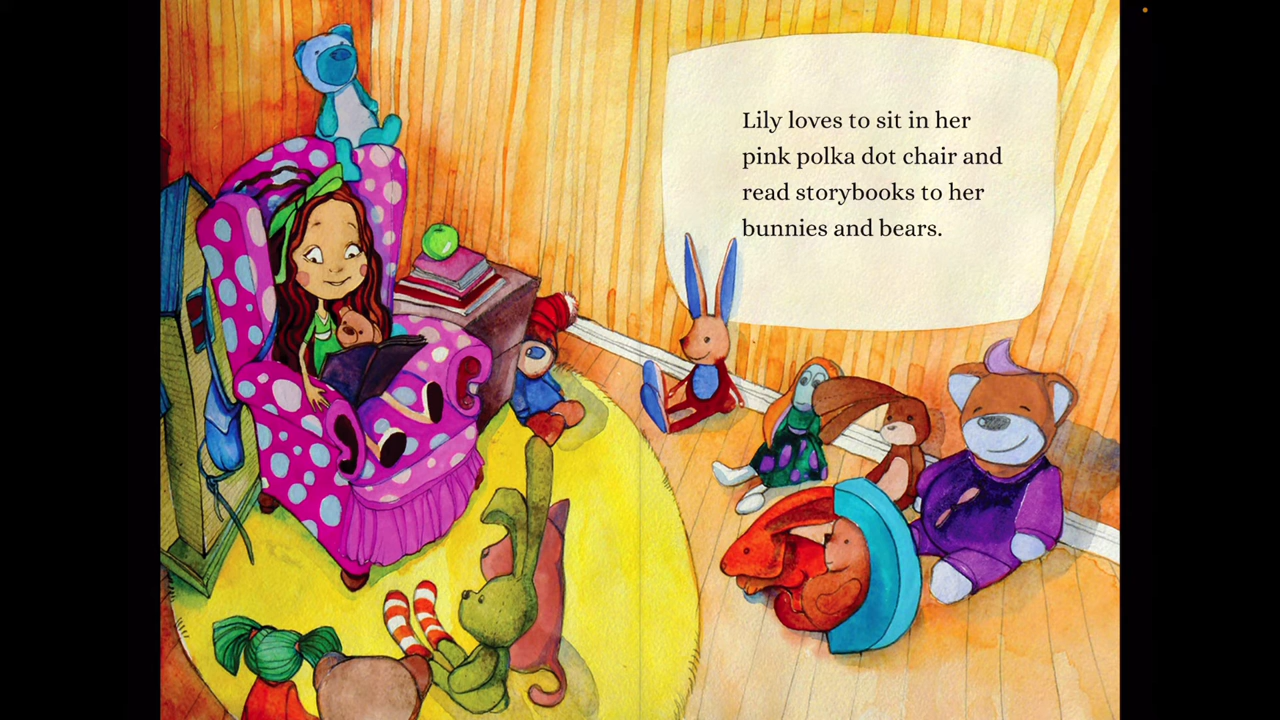 Lily loves to sit in her
pink polka dot chair and
read storybooks to her
bunnies and bears.